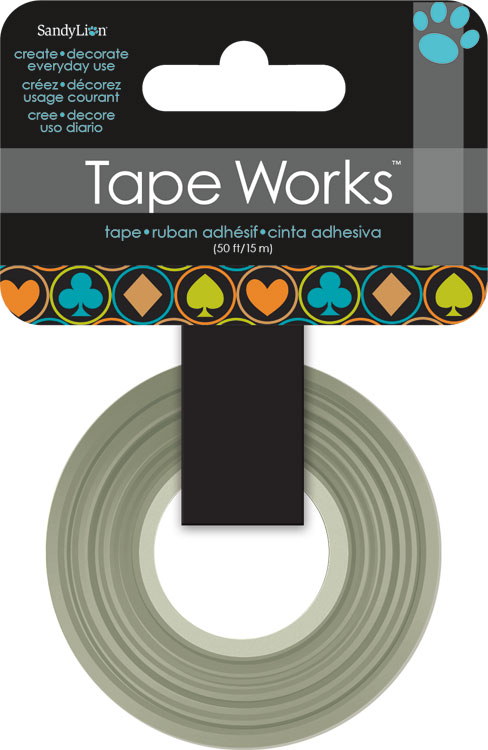 SandyLion
create•decorate
everyday use
créez•décorez
usage courant
cree•decore
uso diario
Tape Works™
tape•ruban adhésif•cinta adhesiva
(50 ft/15 m)